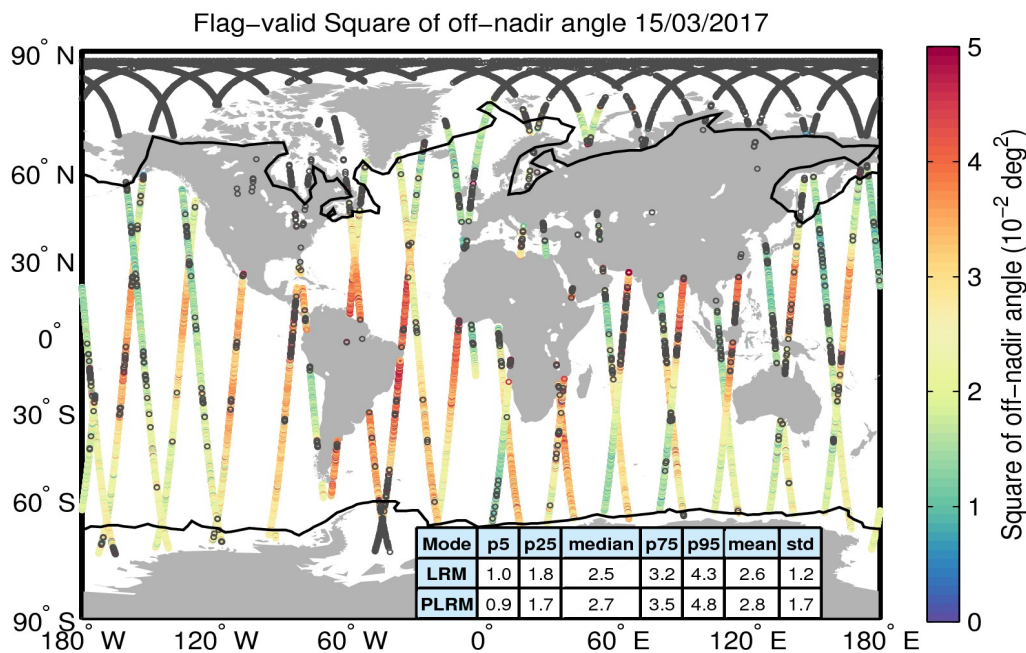 Flag−valid Square of off−nadir angle 15/03/2017
90° N
60° N
30° N
0°
30° S
60° S
90° S
180° W
120° W
60° W
0°
60° E
120° E
180° E
Mode p5 p25 median p75 p95 mean std
LRM 1.0 1.8 2.5 3.2 4.3 2.6 1.2
PLRM 0.9 1.7 2.7 3.5 4.8 2.8 1.7
5
4
3
2
1
0
Square of off−nadir angle (10⁻² deg²)